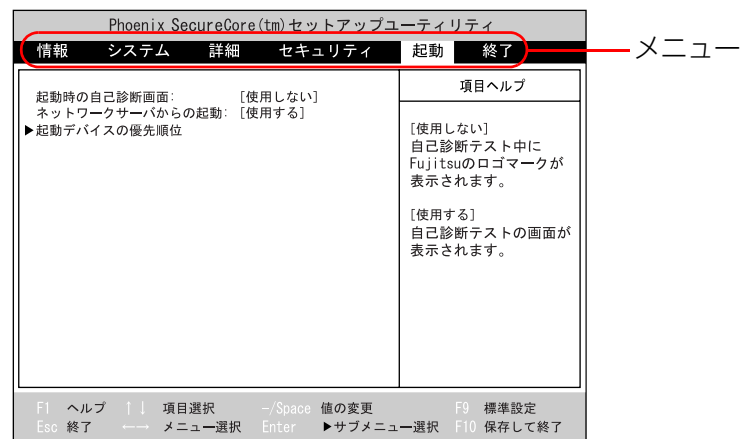 Phoenix SecureCore(tm)セットアップユーティリティ
情報 システム 詳細 セキュリティ 起動 終了
メニュー
起動時の自己診断画面: [使用しない]
ネットワークサーバからの起動: [使用する]
▶起動デバイスの優先順位
項目ヘルプ
[使用しない]
自己診断テスト中に
Fujitsuのロゴマークが
表示されます。
[使用する]
自己診断テストの画面が
表示されます。
F1 ヘルプ ↑↓ 項目選択 -/Space 値の変更 F9 標準設定
Esc 終了 ←→ メニュー選択 Enter ▶サブメニュー選択 F10 保存して終了